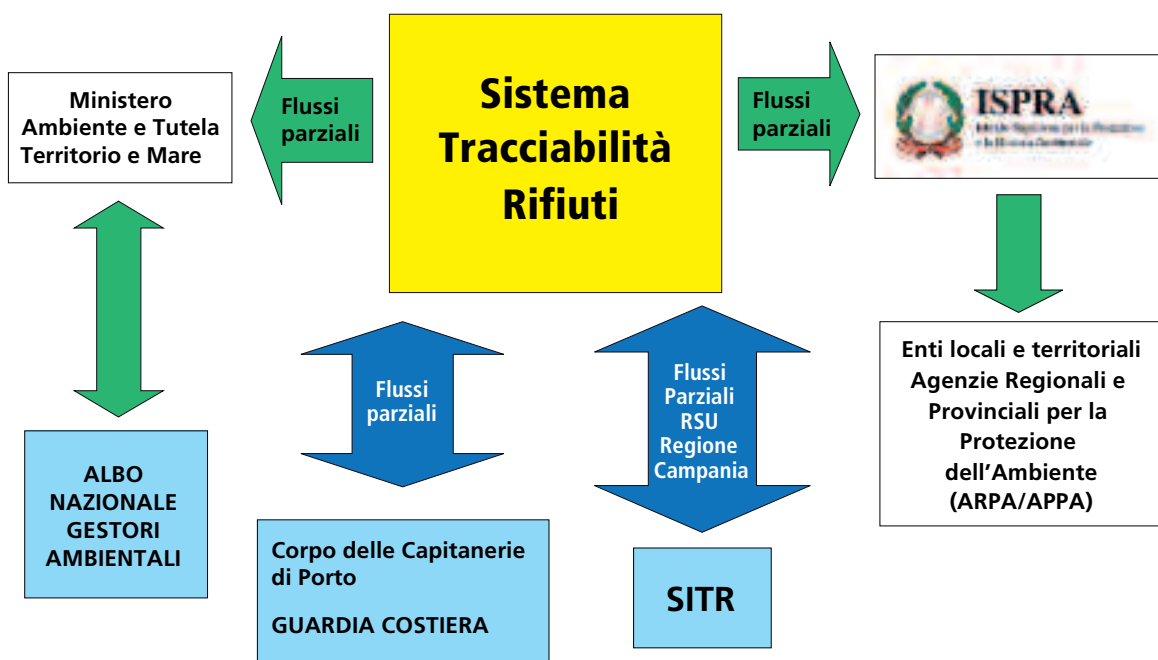 Sistema
Tracciabilità
Rifiuti
Ministero
Ambiente e Tutela
Territorio e Mare
Flussi
parziali
Flussi
parziali
ISPRA
Enti locali e territoriali
Agenzie Regionali e
Provinciali per la
Protezione
dell’Ambiente
(ARPA/APPA)
Flussi
parziali
Flussi
Parziali
RSU
Regione
Campania
ALBO
NAZIONALE
GESTORI
AMBIENTALI
Corpo delle Capitanerie
di Porto
GUARDIA COSTIERA
SITR